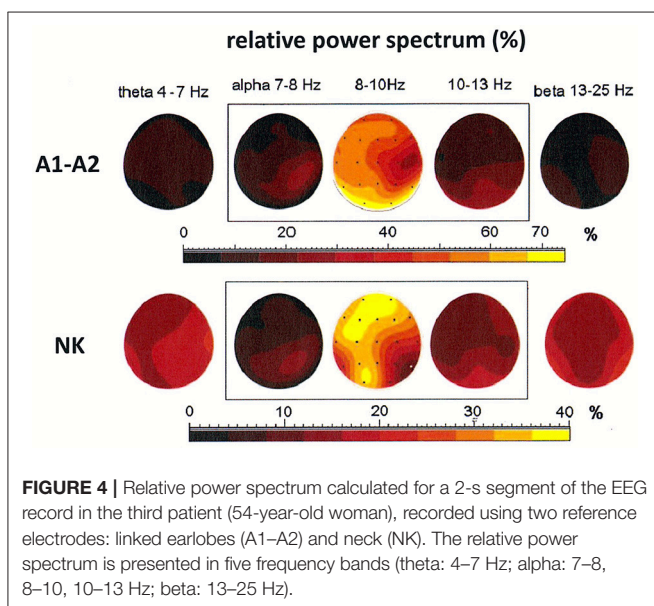 relative power spectrum (%)
theta 4-7 Hz alpha 7-8 Hz 8-10Hz 10-13 Hz beta 13-25 Hz
A1-A2
0 20 40 60 70 %
NK
0 10 20 30 40 %
FIGURE 4 | Relative power spectrum calculated for a 2-s segment of the EEG
record in the third patient (54-year-old woman), recorded using two reference
electrodes: linked earlobes (A1–A2) and neck (NK). The relative power
spectrum is presented in five frequency bands (theta: 4–7 Hz; alpha: 7–8,
8–10, 10–13 Hz; beta: 13–25 Hz).